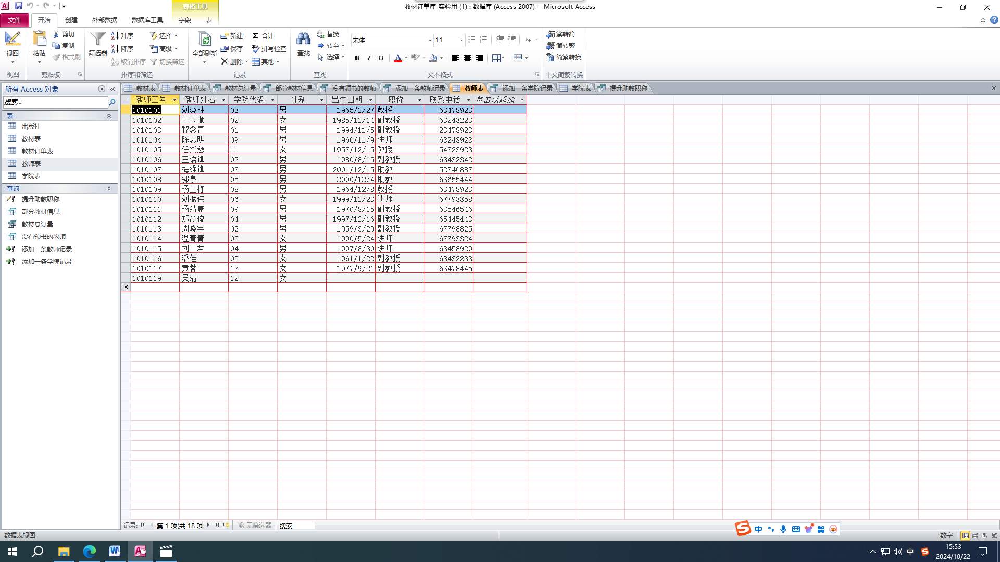 教材订单库-实验用 (1) : 数据库 (Access 2007) - Microsoft Access
表格工具
文件 开始 创建 外部数据 数据库工具 字段 表
视图 粘贴 剪切 复制 格式刷
筛选器 升序 降序 取消排序 选择 高级 切换筛选
全部刷新 新建 保存 删除 合计 拼写检查 其他
查找 替换 转至 选择
宋体 11
B I U A ab
繁转简 简转繁 简繁转换
视图 剪贴板 排序和筛选 记录 查找 文本格式 中文简繁转换
所有 Access 对象
搜索...
表
出版社
教材表
教材订单表
教师表
学院表
查询
提升助教职称
部分教材信息
教材总订量
没有领书的教师
添加一条教师记录
添加一条学院记录
教材表 教材订单表 教材总订量 部分教材信息 没有领书的教师 添加一条教师记录 教师表 添加一条学院记录 学院表 提升助教职称
教师工号 教师姓名 学院代码 性别 出生日期 职称 联系电话 单击以添加
1010101 刘炎林 03 男 1965/2/27 教授 63478923
1010102 王玉顺 02 女 1985/12/14 副教授 63243223
1010103 黎念青 01 男 1994/11/5 副教授 23478923
1010104 陈志明 09 男 1966/11/9 讲师 63243923
1010105 任炎慈 11 女 1957/12/15 教授 54323923
1010106 王语锋 02 男 1980/8/15 副教授 63432342
1010107 梅维锋 03 男 2001/12/15 助教 52346887
1010108 郭泉 05 男 2000/12/4 助教 63655444
1010109 杨正栋 08 男 1964/12/8 教授 63478923
1010110 刘振伟 06 女 1999/12/23 讲师 67793358
1010111 杨靖康 09 男 1970/8/15 副教授 63546546
1010112 郑震俊 04 男 1997/12/16 副教授 65445443
1010113 周晓宇 02 男 1959/3/29 副教授 67798825
1010114 温青青 05 女 1990/5/24 讲师 67793324
1010115 刘一君 04 男 1997/8/30 讲师 63458929
1010116 潘佳 05 女 1961/1/22 副教授 63432233
1010117 黄蓉 13 女 1977/9/21 副教授 63478445
1010119 吴清 12 女
记录: 第 1 项(共 18 项 无筛选器 搜索
中
数据表视图 数字
中 15:53
2024/10/22